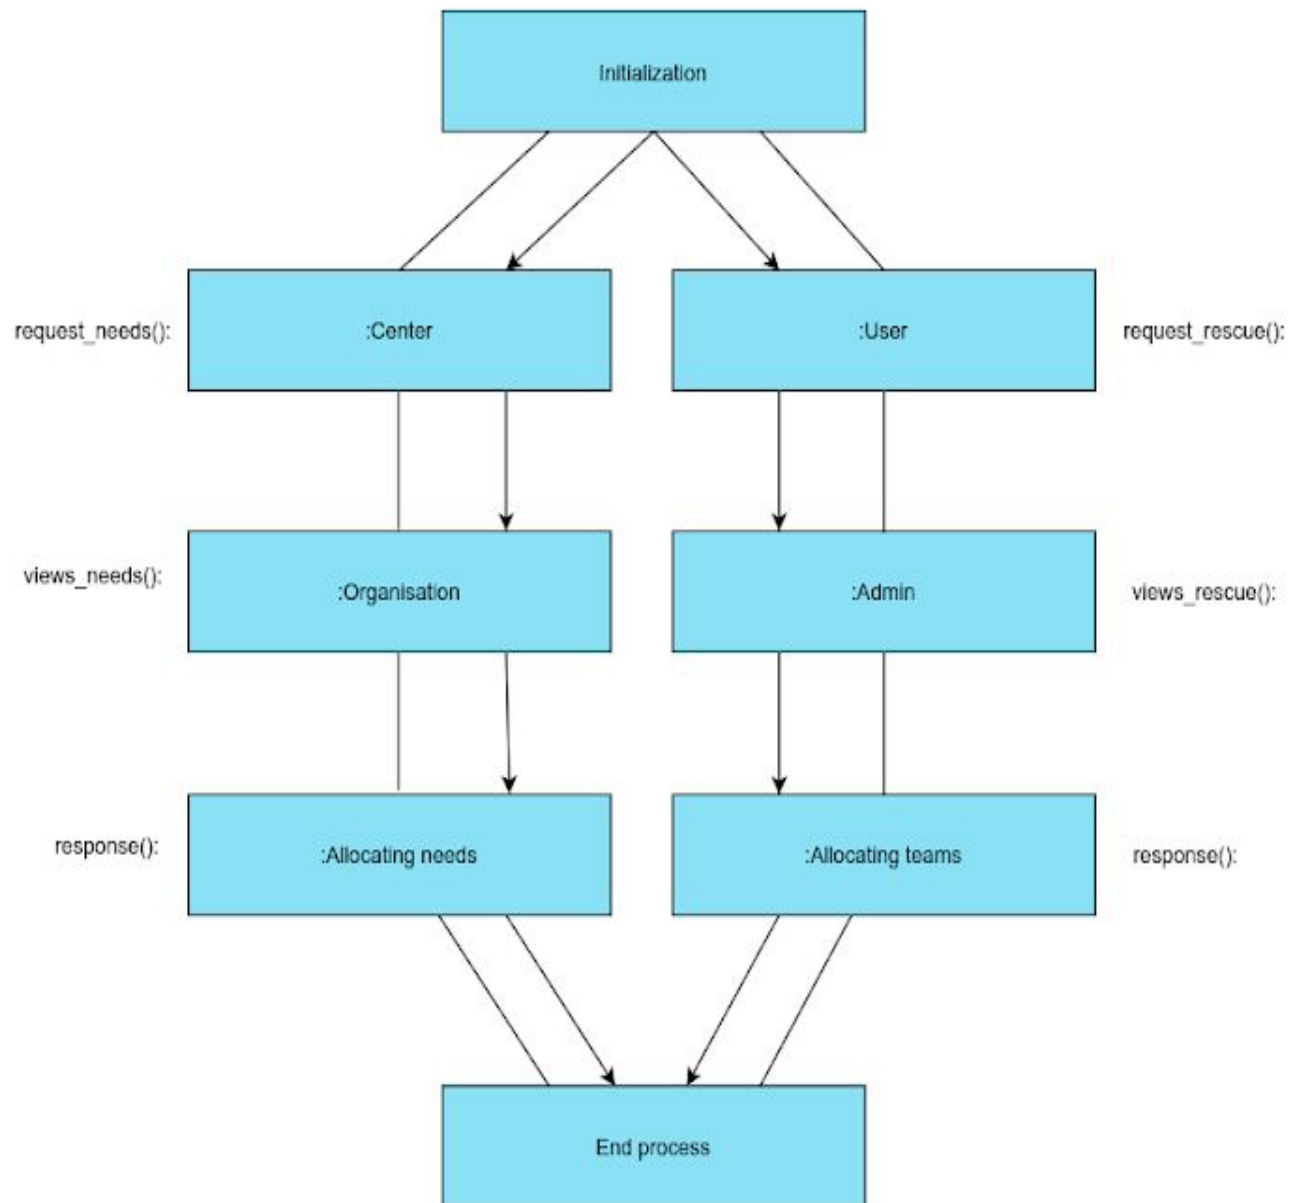 Initialization
request_needs():
:Center
:User
request_rescue():
views_needs():
:Organisation
:Admin
views_rescue():
response():
:Allocating needs
:Allocating teams
response():
End process